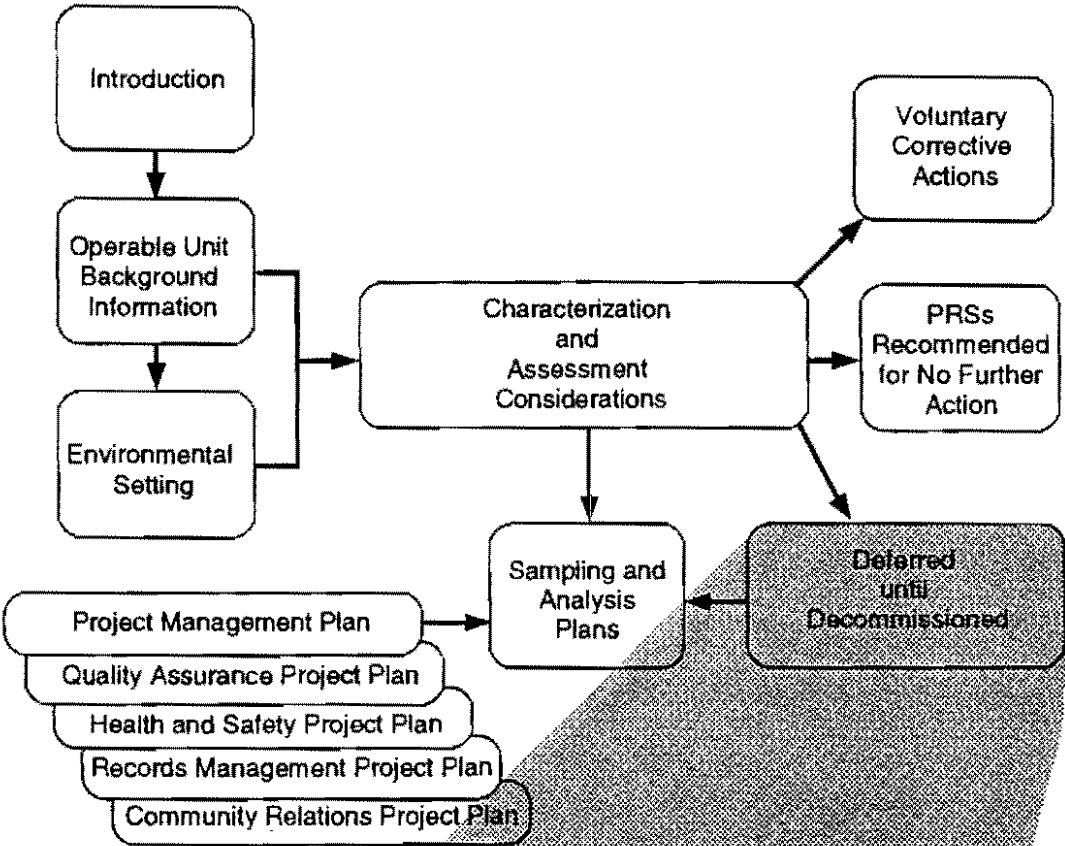 Introduction
Voluntary
Corrective
Actions
Operable Unit
Background
Information
Characterization
and
Assessment
Considerations
PRSs
Recommended
for No Further
Action
Environmental
Setting
Sampling and
Analysis
Plans
Deferred
until
Decommissioned
Project Management Plan
Quality Assurance Project Plan
Health and Safety Project Plan
Records Management Project Plan
Community Relations Project Plan